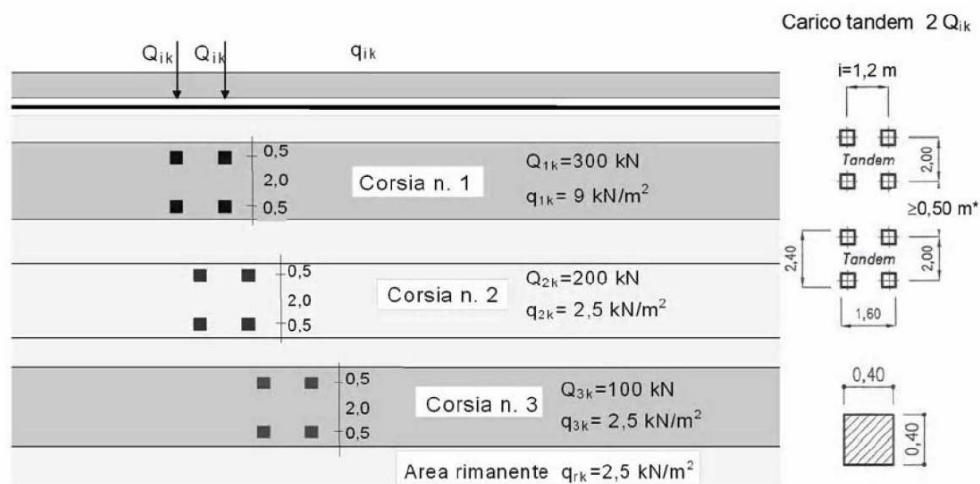 Carico tandem 2 Qik
Qik Qik qik
i=1,2 m
0,5
2,0
0,5
Corsia n. 1
Q1k=300 kN
q1k= 9 kN/m²
Tandem
2,00
≥0,50 m*
0,5
2,0
0,5
Corsia n. 2
Q2k=200 kN
q2k= 2,5 kN/m²
2,40
Tandem
2,00
1,60
0,5
2,0
0,5
Corsia n. 3
Q3k=100 kN
q3k= 2,5 kN/m²
0,40
0,40
Area rimanente qrk=2,5 kN/m²